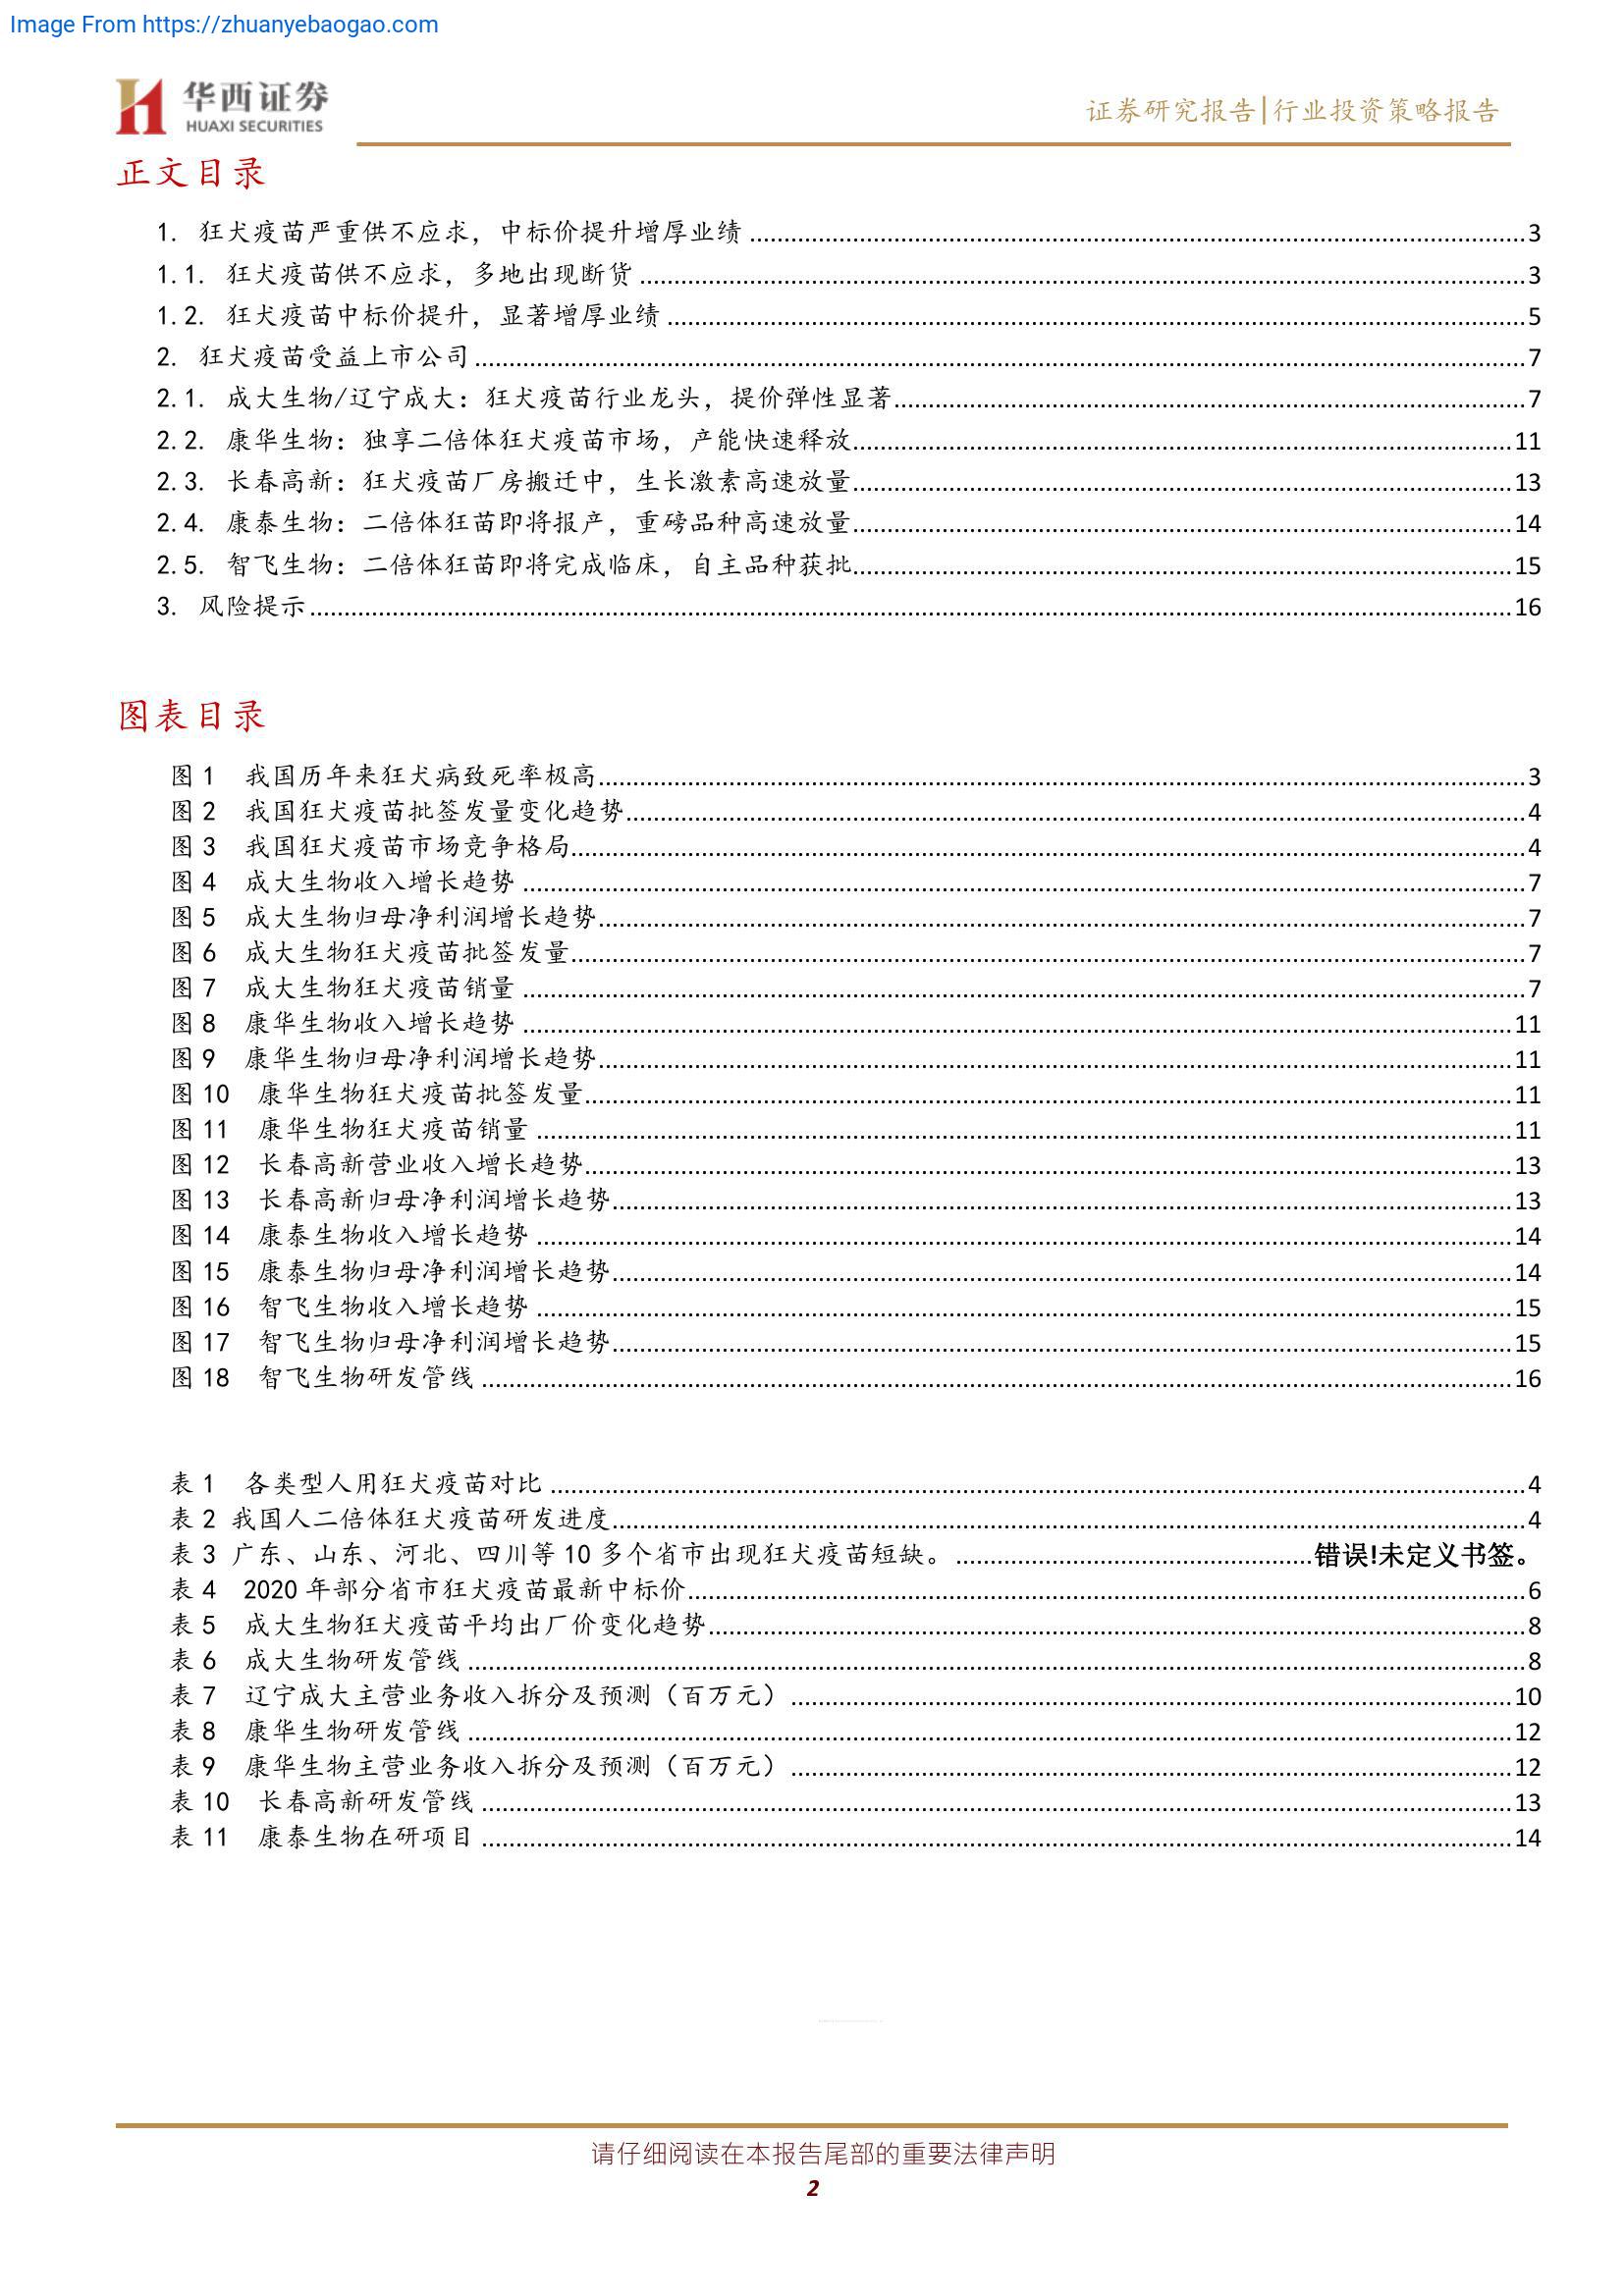 Image From https://zhuanyebaogao.com
华西证券
HUAXI SECURITIES
证券研究报告|行业投资策略报告
正文目录
1. 狂犬疫苗严重供不应求，中标价提升增厚业绩 ........ 3
1.1. 狂犬疫苗供不应求，多地出现断货 ........ 3
1.2. 狂犬疫苗中标价提升，显著增厚业绩 ........ 5
2. 狂犬疫苗受益上市公司 ........ 7
2.1. 成大生物/辽宁成大：狂犬疫苗行业龙头，提价弹性显著 ........ 7
2.2. 康华生物：独享二倍体狂犬疫苗市场，产能快速释放 ........ 11
2.3. 长春高新：狂犬疫苗厂房搬迁中，生长激素高速放量 ........ 13
2.4. 康泰生物：二倍体狂苗即将报产，重磅品种高速放量 ........ 14
2.5. 智飞生物：二倍体狂苗即将完成临床，自主品种获批 ........ 15
3. 风险提示 ........ 16
图表目录
图 1 我国历年来狂犬病致死率极高 ........ 3
图 2 我国狂犬疫苗批签发量变化趋势 ........ 4
图 3 我国狂犬疫苗市场竞争格局 ........ 4
图 4 成大生物收入增长趋势 ........ 7
图 5 成大生物归母净利润增长趋势 ........ 7
图 6 成大生物狂犬疫苗批签发量 ........ 7
图 7 成大生物狂犬疫苗销量 ........ 7
图 8 康华生物收入增长趋势 ........ 11
图 9 康华生物归母净利润增长趋势 ........ 11
图 10 康华生物狂犬疫苗批签发量 ........ 11
图 11 康华生物狂犬疫苗销量 ........ 11
图 12 长春高新营业收入增长趋势 ........ 13
图 13 长春高新归母净利润增长趋势 ........ 13
图 14 康泰生物收入增长趋势 ........ 14
图 15 康泰生物归母净利润增长趋势 ........ 14
图 16 智飞生物收入增长趋势 ........ 15
图 17 智飞生物归母净利润增长趋势 ........ 15
图 18 智飞生物研发管线 ........ 16
表 1 各类型人用狂犬疫苗对比 ........ 4
表 2 我国人二倍体狂犬疫苗研发进度 ........ 4
表 3 广东、山东、河北、四川等 10 多个省市出现狂犬疫苗短缺。 ........ 错误!未定义书签。
表 4 2020 年部分省市狂犬疫苗最新中标价 ........ 6
表 5 成大生物狂犬疫苗平均出厂价变化趋势 ........ 8
表 6 成大生物研发管线 ........ 8
表 7 辽宁成大主营业务收入拆分及预测（百万元） ........ 10
表 8 康华生物研发管线 ........ 12
表 9 康华生物主营业务收入拆分及预测（百万元） ........ 12
表 10 长春高新研发管线 ........ 13
表 11 康泰生物在研项目 ........ 14
请仔细阅读在本报告尾部的重要法律声明
2